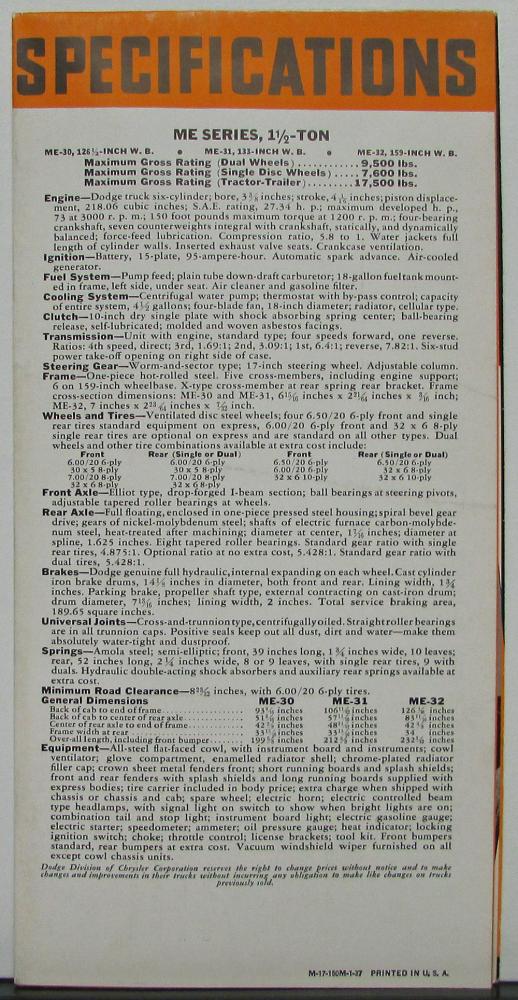 SPECIFICATIONS
ME SERIES, 1½-TON
ME-30, 126½-INCH W. B. • ME-31, 133-INCH W. B. • ME-32, 159-INCH W. B.
Maximum Gross Rating (Dual Wheels)............9,500 lbs.
Maximum Gross Rating (Single Disc Wheels)....7,600 lbs.
Maximum Gross Rating (Tractor-Trailer).........17,500 lbs.
Engine—Dodge truck six-cylinder; bore, 3⅜ inches; stroke, 4 1/16 inches; piston displace-
ment, 218.06 cubic inches; S.A.E. rating, 27.34 h. p.; maximum developed h. p.,
73 at 3000 r. p. m.; 150 foot pounds maximum torque at 1200 r. p. m.; four-bearing
crankshaft, seven counterweights integral with crankshaft, statically, and dynamically
balanced; force-feed lubrication. Compression ratio, 5.8 to 1. Water jackets full
length of cylinder walls. Inserted exhaust valve seats. Crankcase ventilation.
Ignition—Battery, 15-plate, 95-ampere-hour. Automatic spark advance. Air-cooled
generator.
Fuel System—Pump feed; plain tube down-draft carburetor; 18-gallon fuel tank mount-
ed in frame, left side, under seat. Air cleaner and gasoline filter.
Cooling System—Centrifugal water pump; thermostat with by-pass control; capacity
of entire system, 4½ gallons; four-blade fan, 18-inch diameter; radiator, cellular type.
Clutch—10-inch dry single plate with shock absorbing spring center; ball-bearing
release, self-lubricated; molded and woven asbestos facings.
Transmission—Unit with engine, standard type; four speeds forward, one reverse.
Ratios: 4th speed, direct; 3rd, 1.69:1; 2nd, 3.09:1; 1st, 6.4:1; reverse, 7.82:1. Six-stud
power take-off opening on right side of case.
Steering Gear—Worm-and-sector type; 17-inch steering wheel. Adjustable column.
Frame—One-piece hot-rolled steel. Five cross-members, including engine support;
6 on 159-inch wheelbase. X-type cross-member at rear spring rear bracket. Frame
cross-section dimensions: ME-30 and ME-31, 6 inches x 2 inches x inch;
ME-32, 7 inches x 2 inches x inch.
Wheels and Tires—Ventilated disc steel wheels; four 6.50/20 6-ply front and single
rear tires standard equipment on express, 6.00/20 6-ply front and 32 x 6 8-ply
single rear tires are optional on express and are standard on all other types. Dual
wheels and other tire combinations available at extra cost include:
Front Rear (Single or Dual) Front Rear (Single or Dual)
6.00/20 6-ply 6.00/20 6-ply 6.50/20 6-ply 6.50/20 6-ply
30 x 5 8-ply 30 x 5 8-ply 6.00/20 6-ply 32 x 6 8-ply
7.00/20 8-ply 7.00/20 8-ply 32 x 6 10-ply 32 x 6 10-ply
32 x 6 8-ply 32 x 6 8-ply
Front Axle—Elliot type, drop-forged I-beam section; ball bearings at steering pivots,
adjustable tapered roller bearings at wheels.
Rear Axle—Full floating, enclosed in one-piece pressed steel housing; spiral bevel gear
drive; gears of nickel-molybdenum steel; shafts of electric furnace carbon-molybde-
num steel, heat-treated after machining; diameter at center, 1 inches; diameter at
spline, 1.625 inches. Eight tapered roller bearings. Standard gear ratio with single
rear tires, 4.875:1. Optional ratio at no extra cost, 5.428:1. Standard gear ratio with
dual tires, 5.428:1.
Brakes—Dodge genuine full hydraulic, internal expanding on each wheel. Cast cylinder
iron brake drums, 14⅛ inches in diameter, both front and rear. Lining width, 1¾
inches. Parking brake, propeller shaft type, external contracting on cast-iron drum;
drum diameter, 7 inches; lining width, 2 inches. Total service braking area,
189.65 square inches.
Universal Joints—Cross-and-trunnion type, centrifugally oiled. Straight roller bearings
are in all trunnion caps. Positive seals keep out all dust, dirt and water—make them
absolutely water-tight and dustproof.
Springs—Amola steel; semi-elliptic; front, 39 inches long, 1¾ inches wide, 10 leaves;
rear, 52 inches long, 2¼ inches wide, 8 or 9 leaves, with single rear tires, 9 with
duals. Hydraulic double-acting shock absorbers and auxiliary rear springs available at
extra cost.
Minimum Road Clearance—8 inches, with 6.00/20 6-ply tires.
General Dimensions ME-30 ME-31 ME-32
Back of cab to end of frame inches inches inches
Back of cab to center of rear axle inches inches inches
Center of rear axle to end of frame inches inches inches
Frame width at rear inches inches 34 inches
Over-all length, including front bumper inches inches inches
Equipment—All-steel flat-faced cowl, with instrument board and instruments; cowl
ventilator; glove compartment, enamelled radiator shell; chrome-plated radiator
filler cap; crown sheet metal fenders front; short running boards and splash shields;
front and rear fenders with splash shields and long running boards supplied with
express bodies; tire carrier included in body price; extra charge when shipped with
chassis or chassis and cab; spare wheel; electric horn; electric controlled beam
type headlamps, with signal light on switch to show when bright lights are on;
combination tail and stop light; instrument board light; electric gasoline gauge;
electric starter; speedometer; ammeter; oil pressure gauge; heat indicator; locking
ignition switch; choke; throttle control; license brackets; tool kit. Front bumpers
standard, rear bumpers at extra cost. Vacuum windshield wiper furnished on all
except cowl chassis units.
Dodge Division of Chrysler Corporation reserves the right to change prices without notice and to make
changes and improvements in their trucks without incurring any obligation to make like changes on trucks
previously sold.
M-17-150M-1-37 PRINTED IN U. S. A.